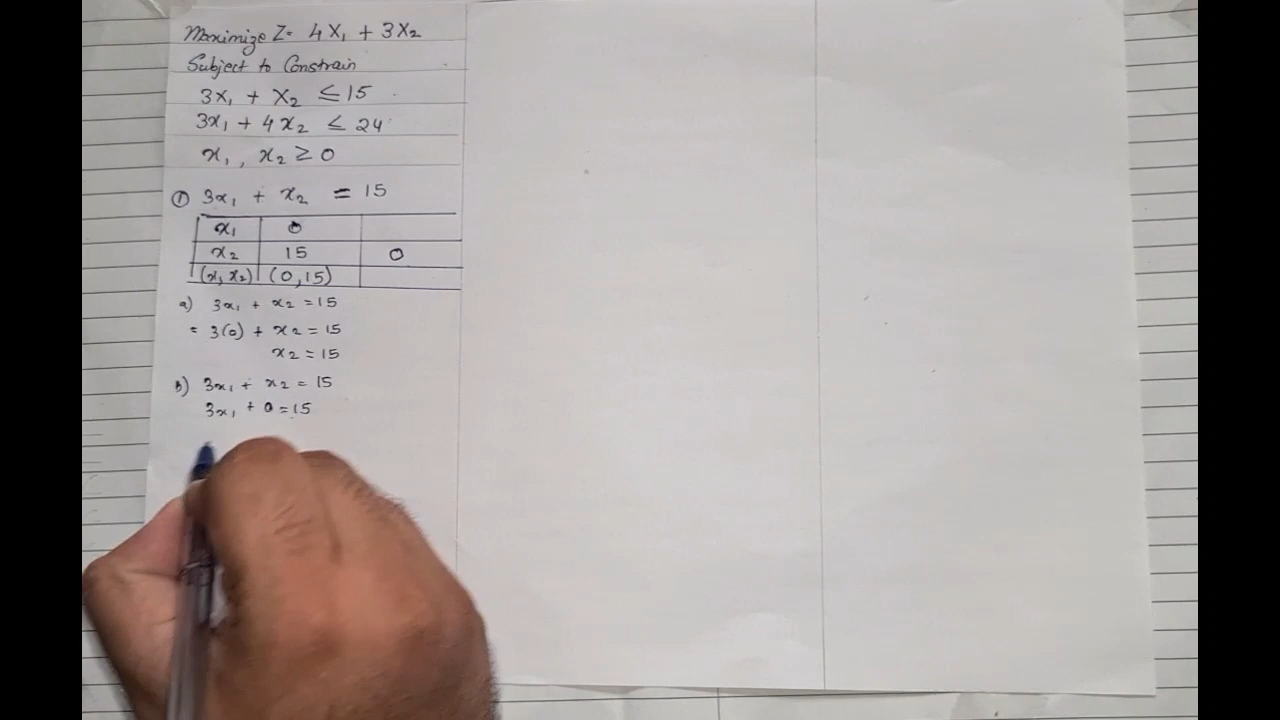 Maximize Z= 4X₁ + 3X₂
Subject to Constrain
3x₁ + X₂ ≤ 15
3x₁ + 4x₂ ≤ 24
x₁, x₂ ≥ 0
① 3x₁ + x₂ = 15
x₁ 0
x₂ 15 0
(x₁ x₂) (0,15)
a) 3x₁ + x₂ = 15
= 3(0) + x₂ = 15
x₂ = 15
b) 3x₁ + x₂ = 15
3x₁ + 0 = 15